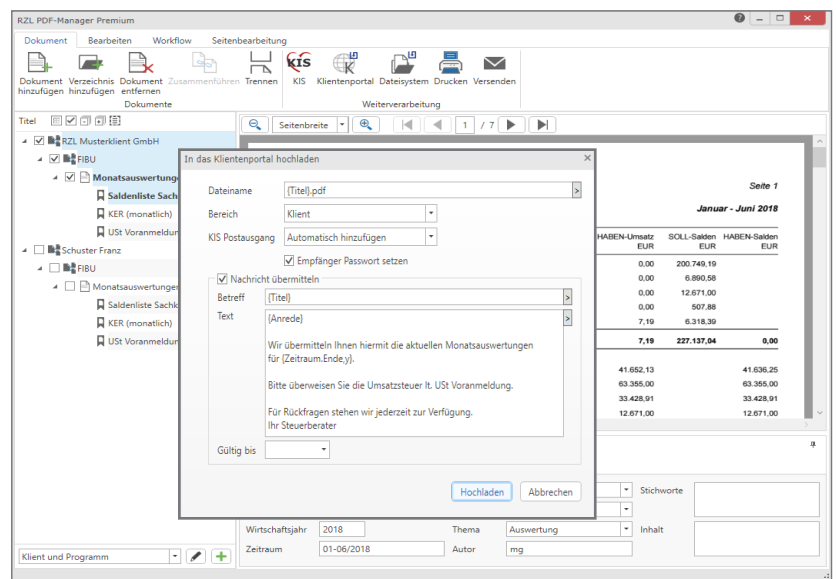 RZL PDF-Manager Premium
Dokument Bearbeiten Workflow Seitenbearbeitung
KIS
Dokument hinzufügen
Verzeichnis hinzufügen
Dokument entfernen
Zusammenführen
Trennen
KIS
Klientenportal
Dateisystem
Drucken
Versenden
Dokumente
Weiterverarbeitung
Titel
Seitenbreite
1 / 7
RZL Musterklient GmbH
FIBU
Monatsauswertung
Saldenliste Sach
KER (monatlich)
USt Voranmeldun
Schuster Franz
FIBU
Monatsauswertungen
Saldenliste Sachk
KER (monatlich)
USt Voranmeldun
Klient und Programm
In das Klientenportal hochladen
Dateiname {Titel}.pdf
Bereich Klient
KIS Postausgang Automatisch hinzufügen
Empfänger Passwort setzen
Nachricht übermitteln
Betreff {Titel}
Text {Anrede}
Wir übermitteln Ihnen hiermit die aktuellen Monatsauswertungen
für {Zeitraum.Ende,y}.
Bitte überweisen Sie die Umsatzsteuer lt. USt Voranmeldung.
Für Rückfragen stehen wir jederzeit zur Verfügung.
Ihr Steuerberater
Gültig bis
Hochladen Abbrechen
Seite 1
Januar - Juni 2018
HABEN-Umsatz SOLL-Salden HABEN-Salden
EUR EUR EUR
0,00 200.749,19
0,00 6.890,58
0,00 12.671,00
0,00 507,88
7,19 6.318,39
7,19 227.137,04 0,00
41.652,13 41.636,25
63.355,00 63.355,00
33.428,91 33.428,91
12.671,00 12.671,00
Stichworte
Wirtschaftsjahr 2018 Thema Auswertung Inhalt
Zeitraum 01-06/2018 Autor mg